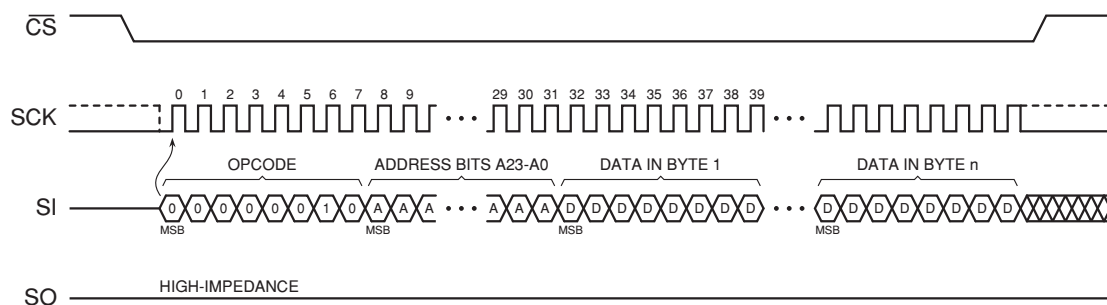 CS
SCK
0 1 2 3 4 5 6 7 8 9 29 30 31 32 33 34 35 36 37 38 39
OPCODE ADDRESS BITS A23-A0 DATA IN BYTE 1 DATA IN BYTE n
SI
0 0 0 0 0 0 1 0 A A A A A A D D D D D D D D D D D D D D D D
MSB MSB MSB MSB
HIGH-IMPEDANCE
SO